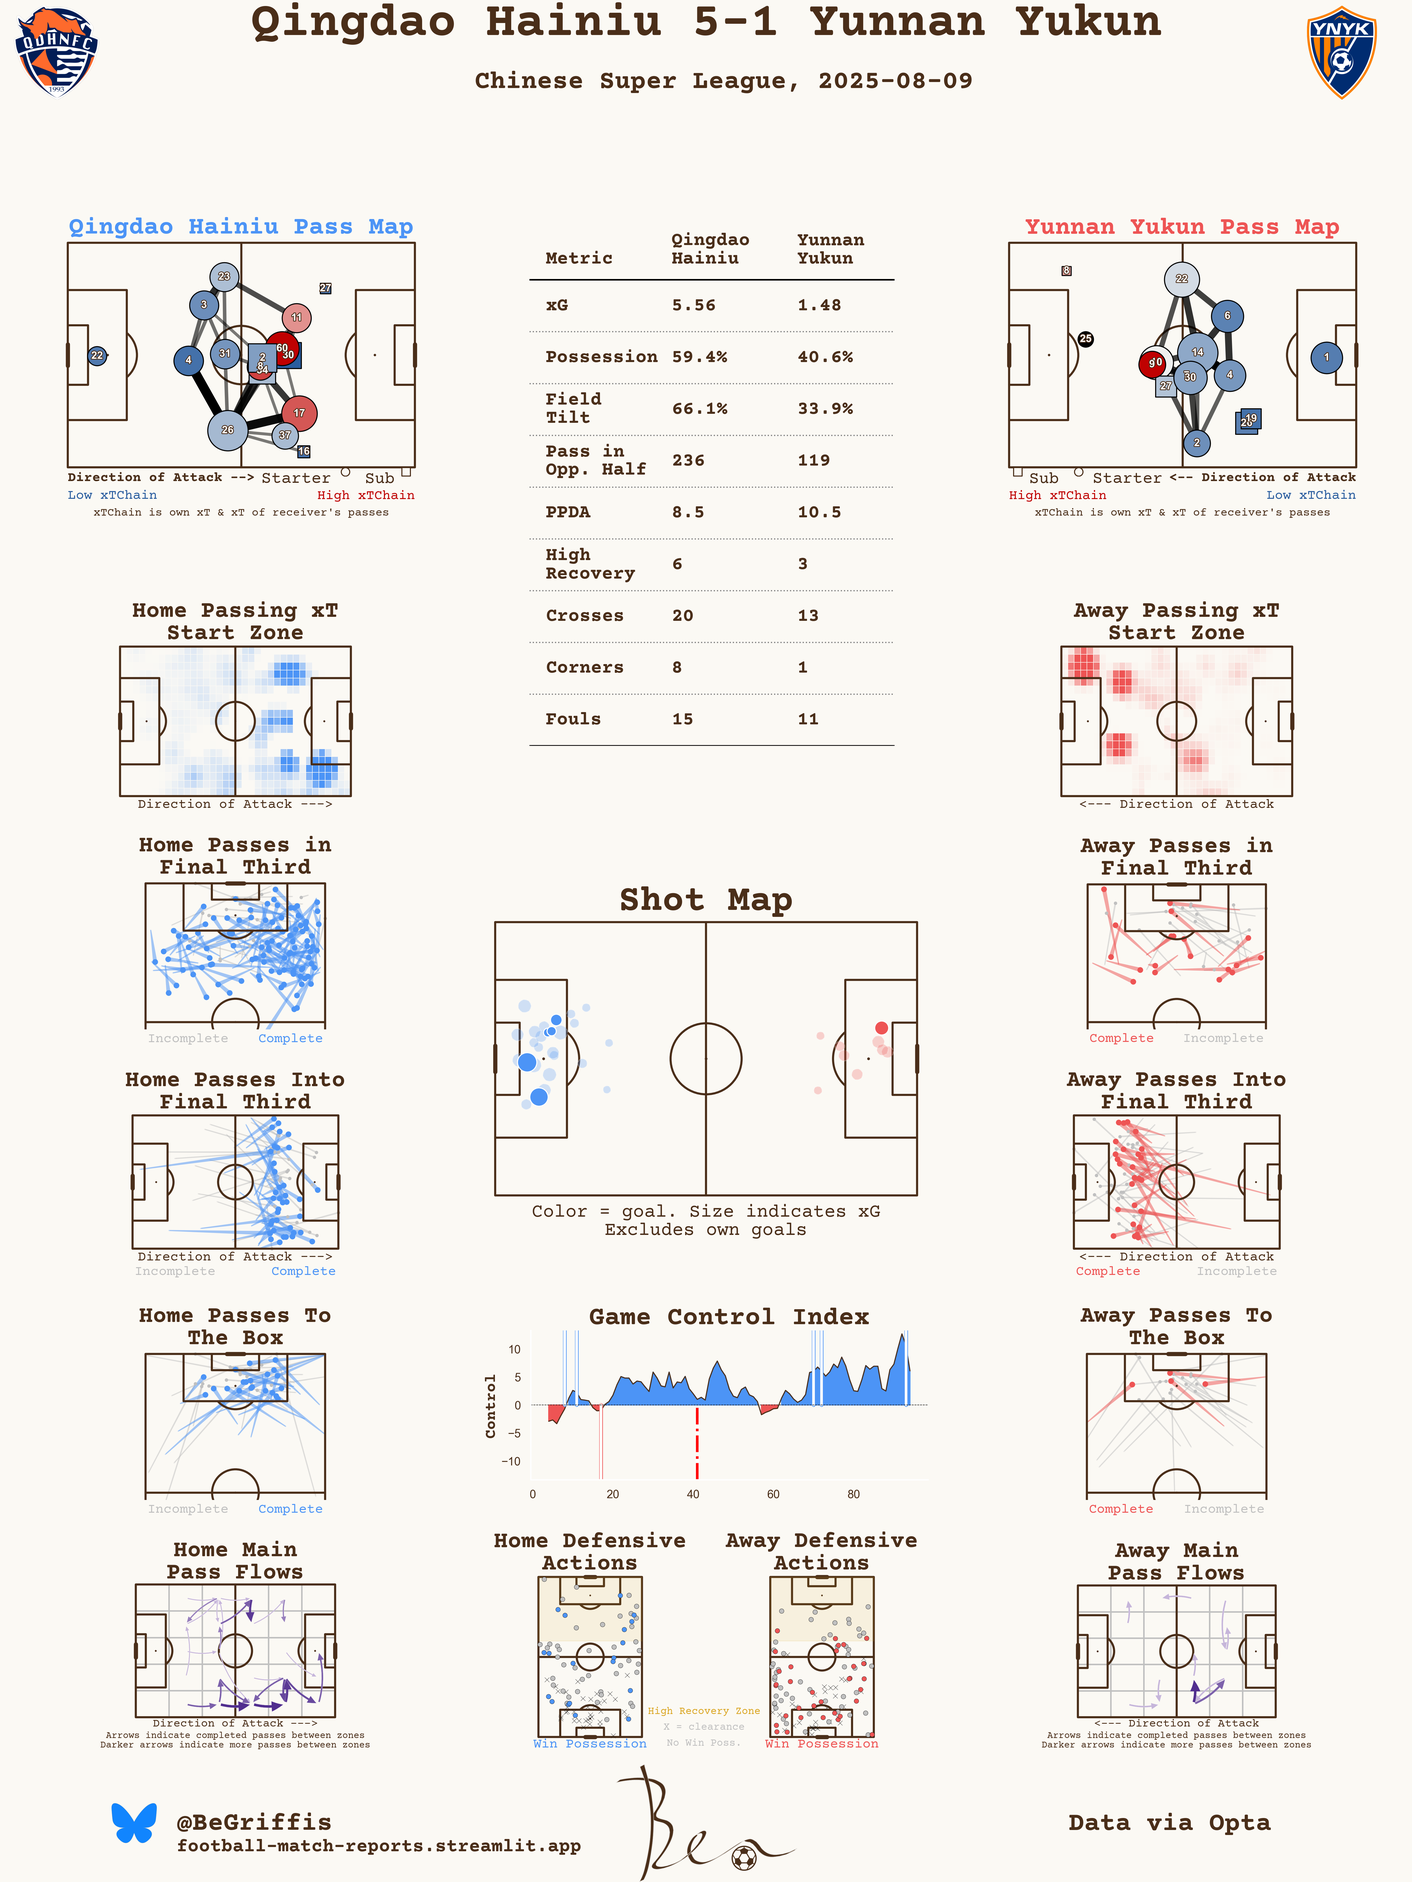 Qingdao Hainiu 5-1 Yunnan Yukun
Chinese Super League, 2025-08-09
QDHNFC
1993
YNYK
Qingdao Hainiu Pass Map
23
27
3
11
22
4
31
2
60
30
8
17
26
37
16
Direction of Attack --> Starter Sub
Low xTChain High xTChain
xTChain is own xT & xT of receiver's passes
Metric Qingdao Hainiu Yunnan Yukun
xG 5.56 1.48
Possession 59.4% 40.6%
Field Tilt 66.1% 33.9%
Pass in Opp. Half 236 119
PPDA 8.5 10.5
High Recovery 6 3
Crosses 20 13
Corners 8 1
Fouls 15 11
Yunnan Yukun Pass Map
8
22
6
25
14
9
1
30
4
27
19
2
Sub Starter <-- Direction of Attack
High xTChain Low xTChain
xTChain is own xT & xT of receiver's passes
Home Passing xT
Start Zone
Direction of Attack --->
Away Passing xT
Start Zone
<--- Direction of Attack
Home Passes in
Final Third
Incomplete Complete
Away Passes in
Final Third
Complete Incomplete
Shot Map
Color = goal. Size indicates xG
Excludes own goals
Home Passes Into
Final Third
Direction of Attack --->
Incomplete Complete
Away Passes Into
Final Third
<--- Direction of Attack
Complete Incomplete
Home Passes To
The Box
Incomplete Complete
Game Control Index
Control
10
5
0
−5
−10
0 20 40 60 80
Away Passes To
The Box
Complete Incomplete
Home Main
Pass Flows
Direction of Attack --->
Arrows indicate completed passes between zones
Darker arrows indicate more passes between zones
Home Defensive
Actions
Win Possession
Away Defensive
Actions
Win Possession
High Recovery Zone
X = clearance
No Win Poss.
Away Main
Pass Flows
<--- Direction of Attack
Arrows indicate completed passes between zones
Darker arrows indicate more passes between zones
@BeGriffis
football-match-reports.streamlit.app
Ben
Data via Opta